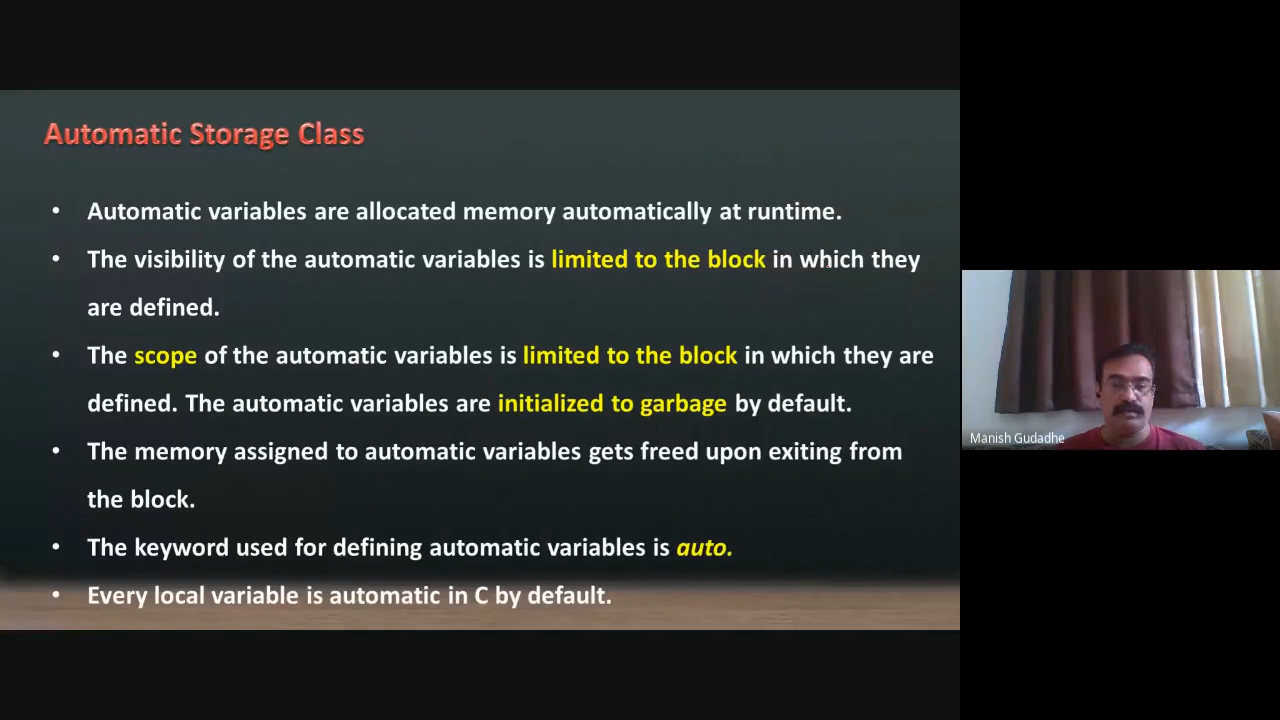 Automatic Storage Class
• Automatic variables are allocated memory automatically at runtime.
• The visibility of the automatic variables is limited to the block in which they
are defined.
• The scope of the automatic variables is limited to the block in which they are
defined. The automatic variables are initialized to garbage by default.
• The memory assigned to automatic variables gets freed upon exiting from
the block.
• The keyword used for defining automatic variables is auto.
• Every local variable is automatic in C by default.
Manish Gudadhe